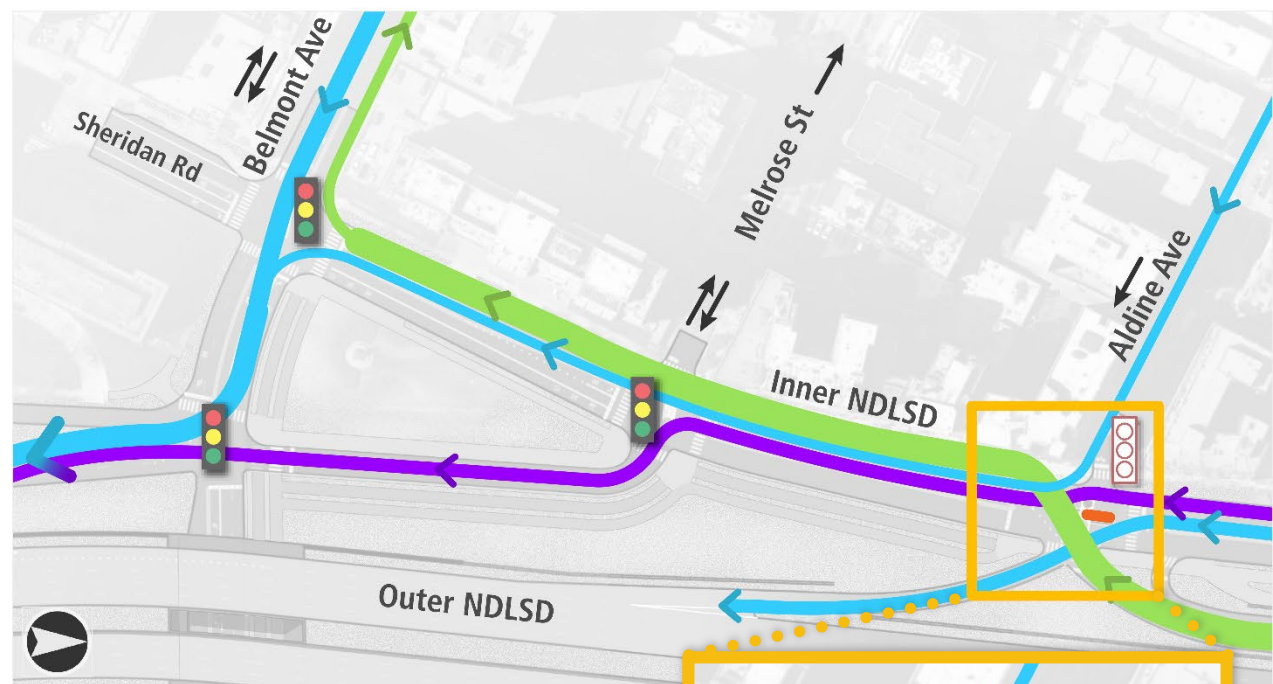 Belmont Ave
Sheridan Rd
Melrose St
Aldine Ave
Inner NDLSD
Outer NDLSD